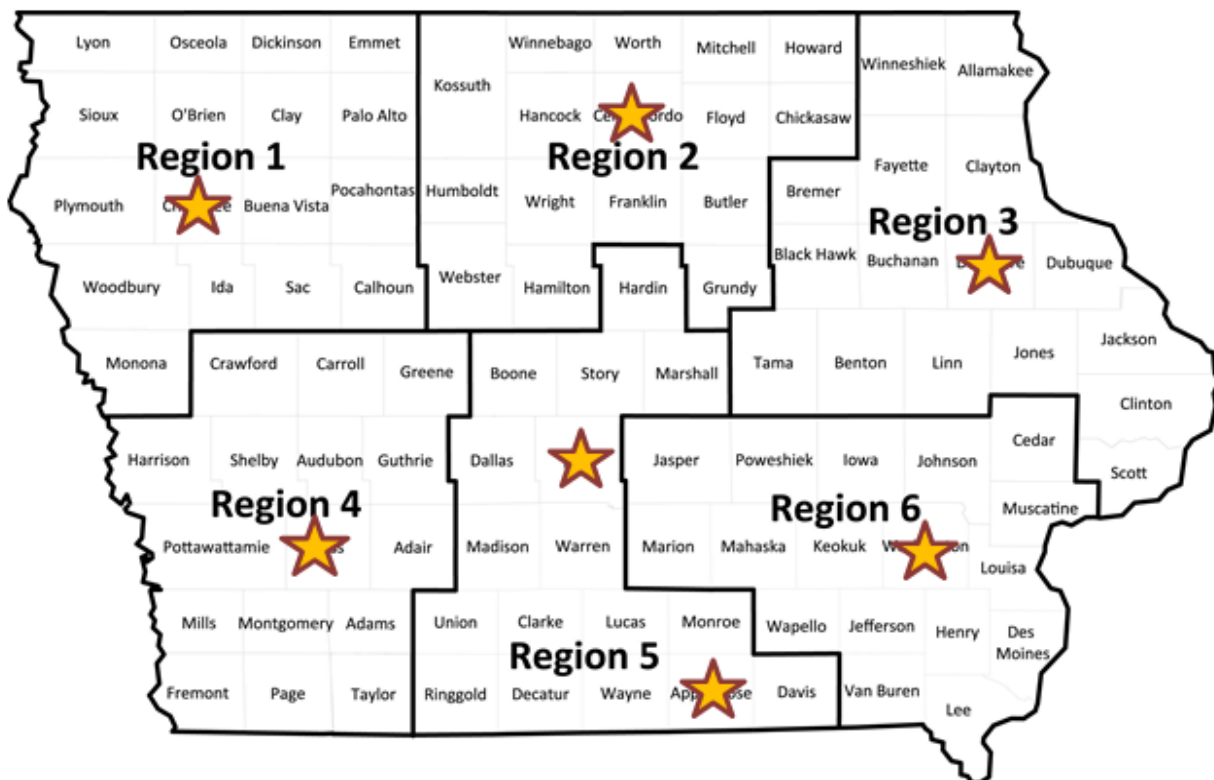 Lyon
Osceola
Dickinson
Emmet
Winnebago
Worth
Mitchell
Howard
Winneshiek
Allamakee
Kossuth
Sioux
O'Brien
Clay
Palo Alto
Hancock
Floyd
Chickasaw
Region 1
Region 2
Fayette
Clayton
Plymouth
Buena Vista
Pocahontas
Humboldt
Wright
Franklin
Butler
Bremer
Region 3
Black Hawk
Buchanan
Dubuque
Woodbury
Ida
Sac
Calhoun
Webster
Hamilton
Hardin
Grundy
Monona
Crawford
Carroll
Greene
Boone
Story
Marshall
Tama
Benton
Linn
Jones
Jackson
Clinton
Harrison
Shelby
Audubon
Guthrie
Dallas
Jasper
Poweshiek
Iowa
Johnson
Cedar
Scott
Region 4
Region 6
Muscatine
Pottawattamie
Adair
Madison
Warren
Marion
Mahaska
Keokuk
Louisa
Mills
Montgomery
Adams
Union
Clarke
Lucas
Monroe
Wapello
Jefferson
Henry
Des
Moines
Region 5
Fremont
Page
Taylor
Ringgold
Decatur
Wayne
Davis
Van Buren
Lee